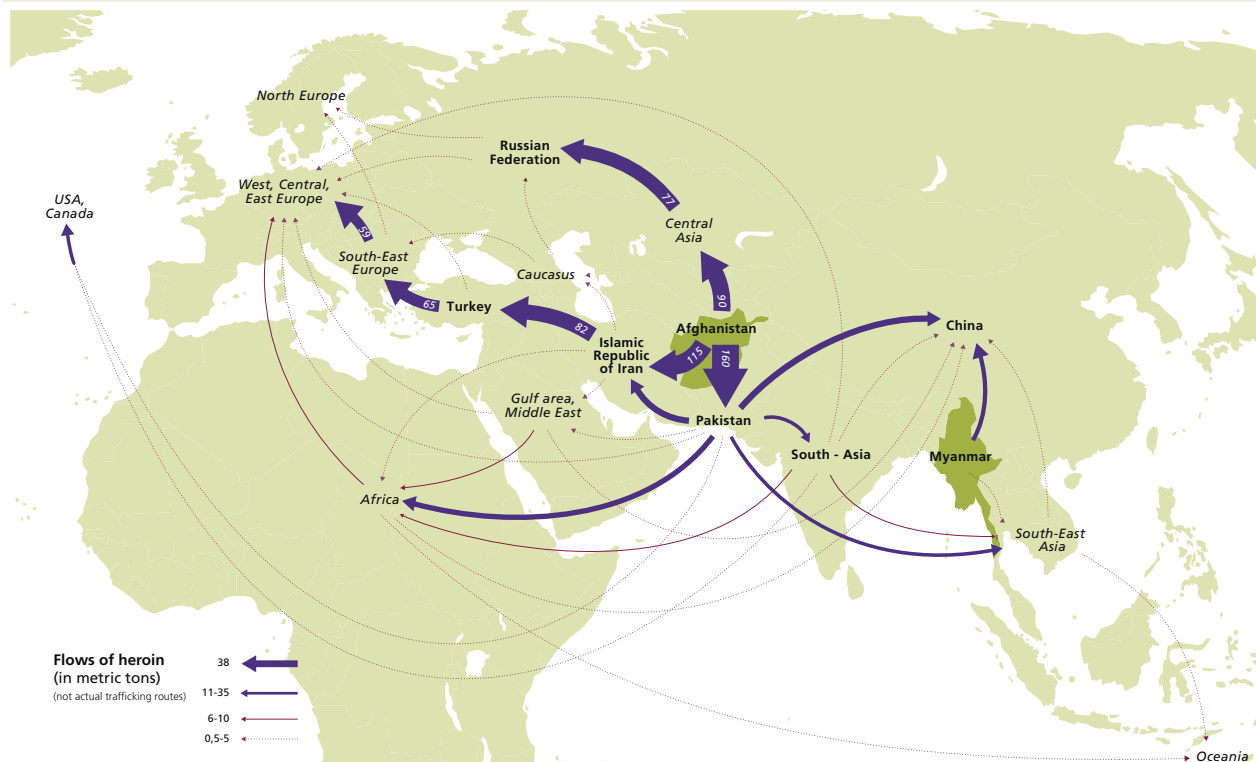 North Europe
Russian
Federation
West, Central,
East Europe
USA,
Canada
77
59
Central
Asia
South-East
Europe
Caucasus
90
65
Turkey
82
Afghanistan
China
Islamic
Republic
of Iran
115
160
Gulf area,
Middle East
Pakistan
South - Asia
Myanmar
Africa
South-East
Asia
Flows of heroin
(in metric tons)
(not actual trafficking routes)
38
11-35
6-10
0,5-5
Oceania